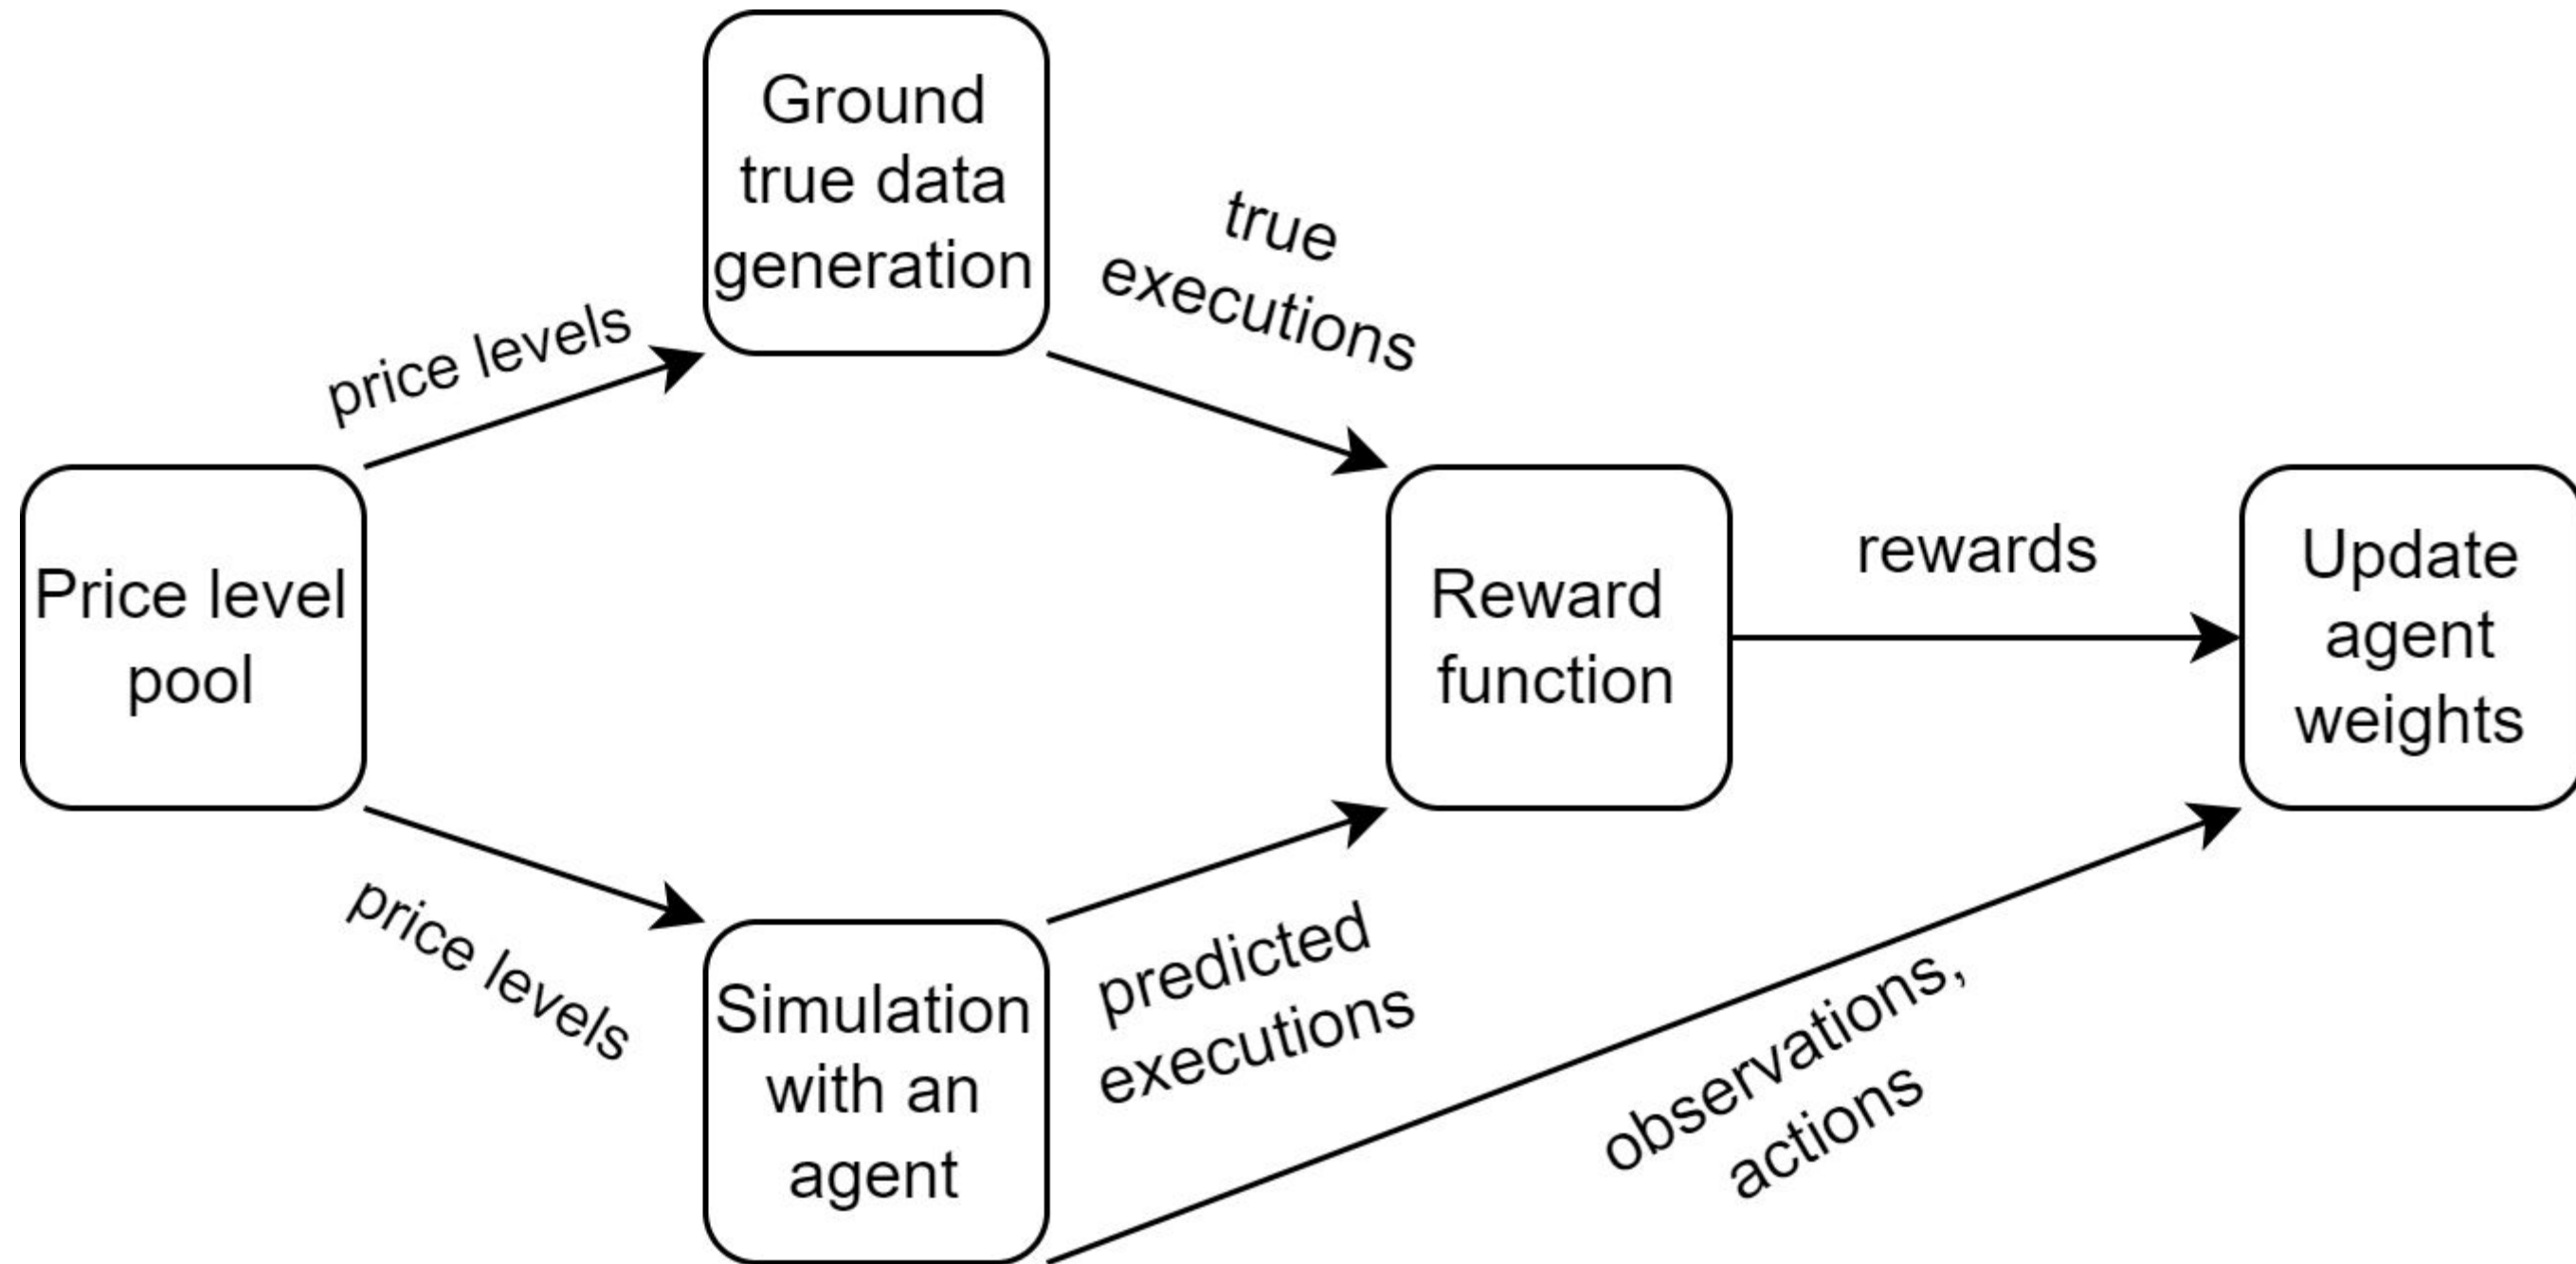 Ground
true data
generation
true
executions
price levels
Price level
pool
Reward
function
rewards
Update
agent
weights
price levels
Simulation
with an
agent
predicted
executions
observations,
actions